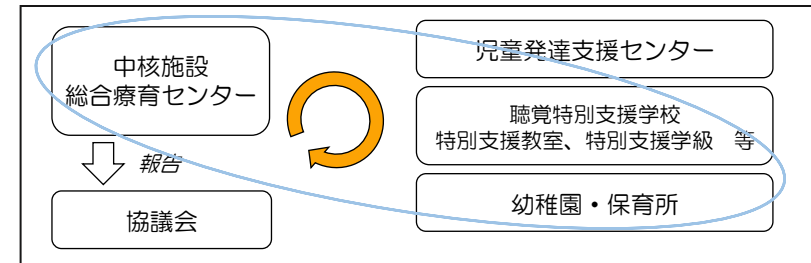 中核施設
総合療育センター
報告
協議会
児童発達支援センター
聴覚特別支援学校
特別支援教室、特別支援学級　等
幼稚園・保育所